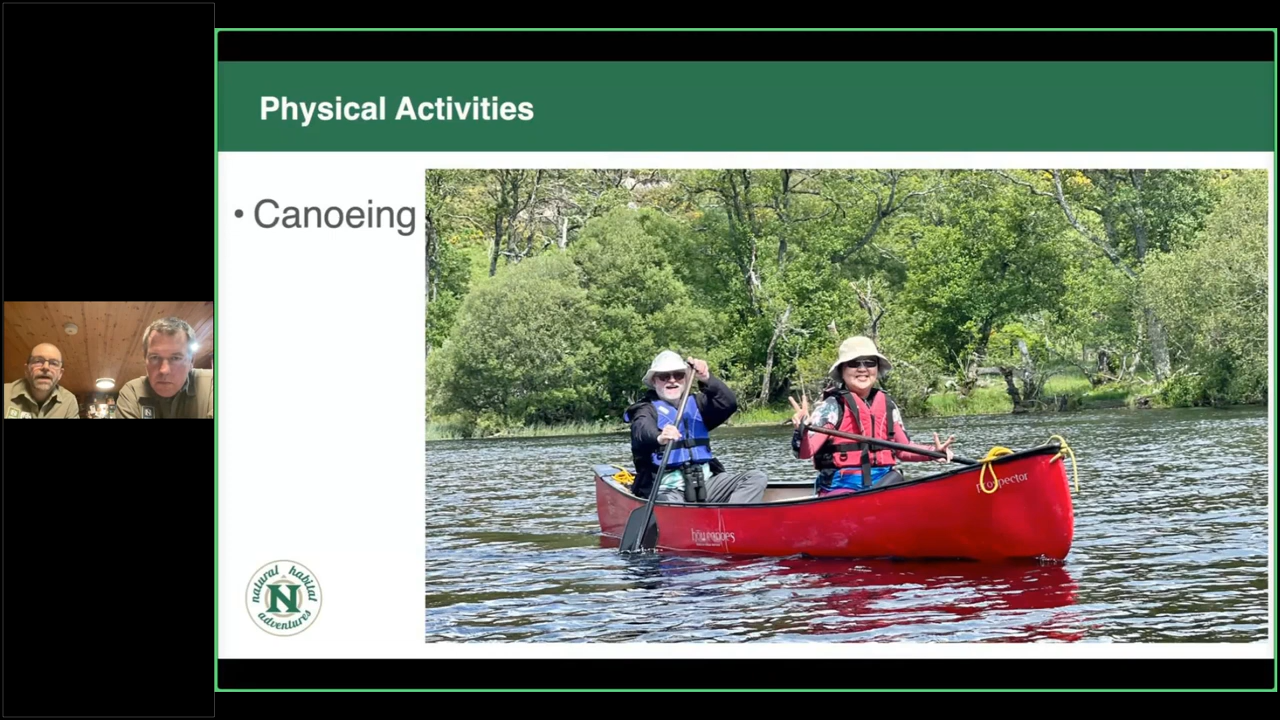 Physical Activities
• Canoeing
prospector
natural habitat
N
adventures